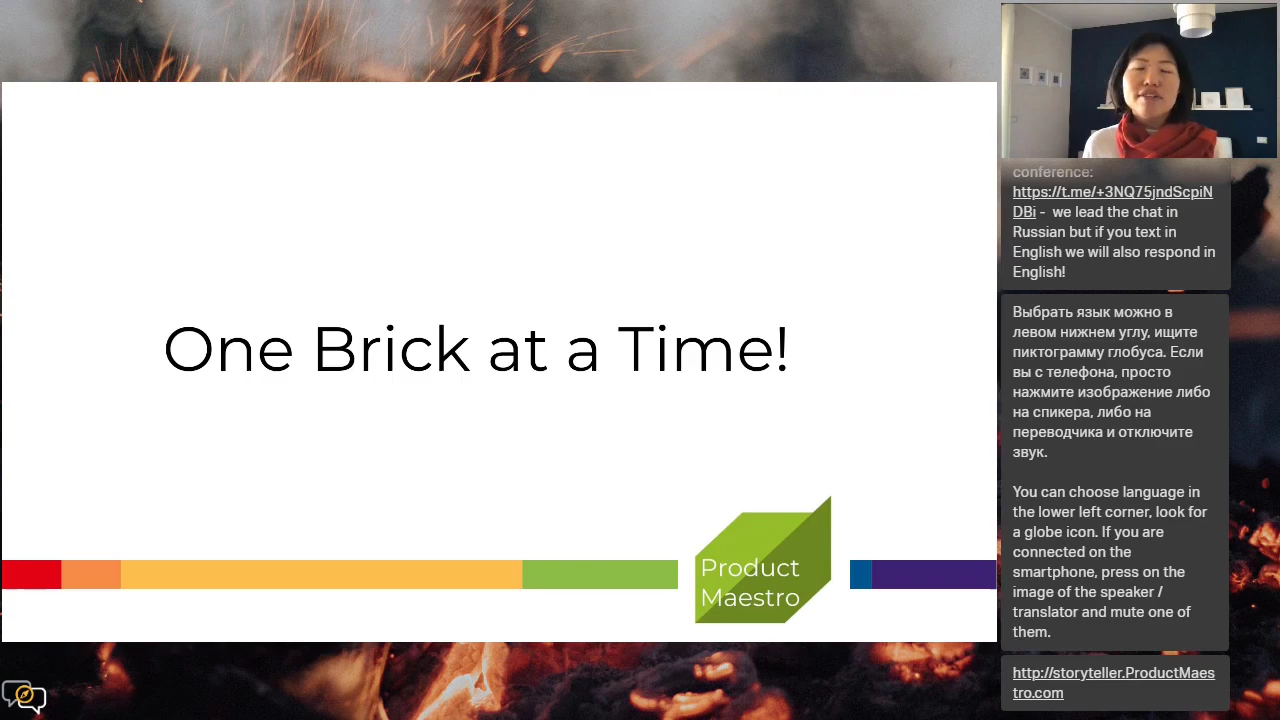 One Brick at a Time!
Product
Maestro
conference:
https://t.me/+3NQ75jndScpiN
DBi - we lead the chat in
Russian but if you text in
English we will also respond in
English!
Выбрать язык можно в
левом нижнем углу, ищите
пиктограмму глобуса. Если
вы с телефона, просто
нажмите изображение либо
на спикера, либо на
переводчика и отключите
звук.
You can choose language in
the lower left corner, look for
a globe icon. If you are
connected on the
smartphone, press on the
image of the speaker /
translator and mute one of
them.
http://storyteller.ProductMaes
tro.com